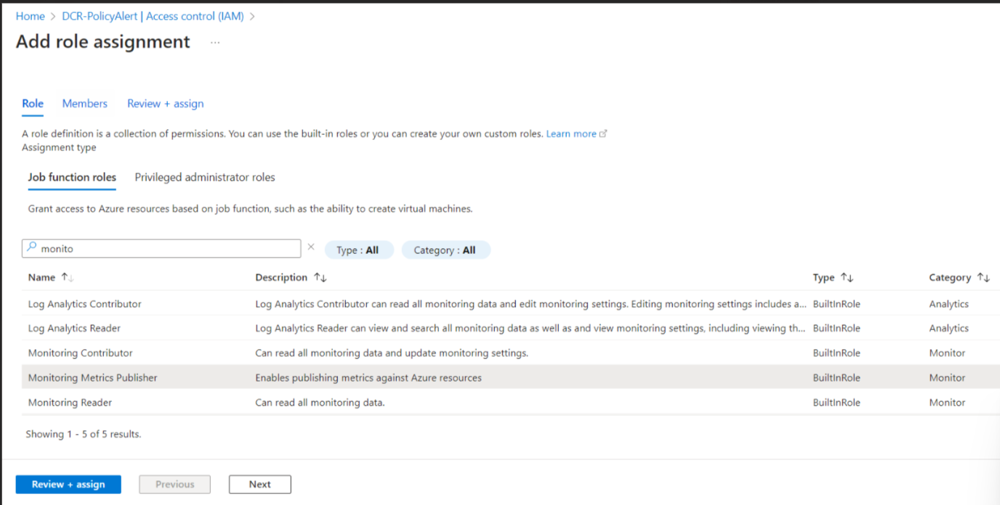 Home > DCR-PolicyAlert | Access control (IAM) >
Add role assignment ...
Role Members Review + assign
A role definition is a collection of permissions. You can use the built-in roles or you can create your own custom roles. Learn more
Assignment type
Job function roles Privileged administrator roles
Grant access to Azure resources based on job function, such as the ability to create virtual machines.
monito × Type : All Category : All
Name ↑↓ Description ↑↓ Type ↑↓ Category ↑↓
Log Analytics Contributor Log Analytics Contributor can read all monitoring data and edit monitoring settings. Editing monitoring settings includes a... BuiltInRole Analytics
Log Analytics Reader Log Analytics Reader can view and search all monitoring data as well as and view monitoring settings, including viewing th... BuiltInRole Analytics
Monitoring Contributor Can read all monitoring data and update monitoring settings. BuiltInRole Monitor
Monitoring Metrics Publisher Enables publishing metrics against Azure resources BuiltInRole Monitor
Monitoring Reader Can read all monitoring data. BuiltInRole Monitor
Showing 1 - 5 of 5 results.
Review + assign Previous Next